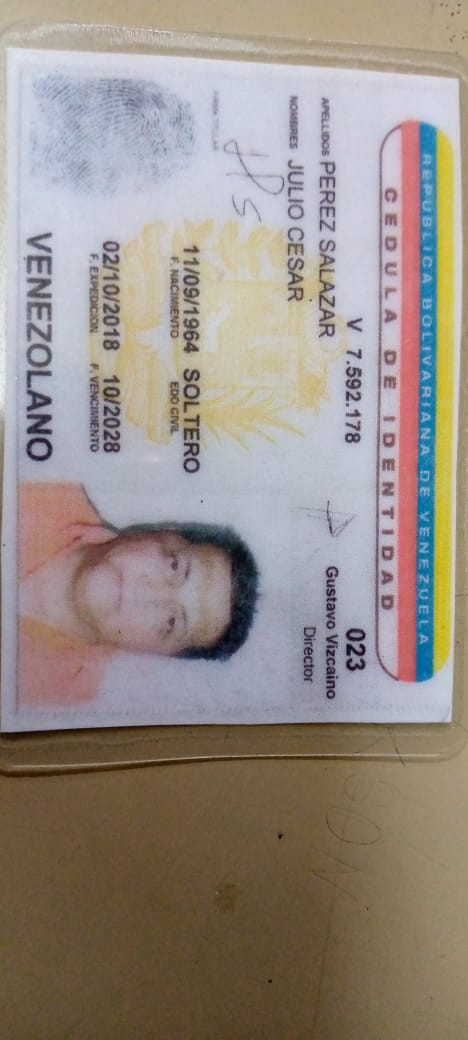 REPUBLICA BOLIVARIANA DE VENEZUELA
CEDULA DE IDENTIDAD
V 7.592.178
023
Gustavo Vizcaino
Director
APELLIDOS PEREZ SALAZAR
NOMBRES JULIO CESAR
FIRMA TITULAR
11/09/1964 SOLTERO
F. NACIMIENTO EDO CIVIL
02/10/2018 10/2028
F. EXPEDICION F. VENCIMIENTO
VENEZOLANO